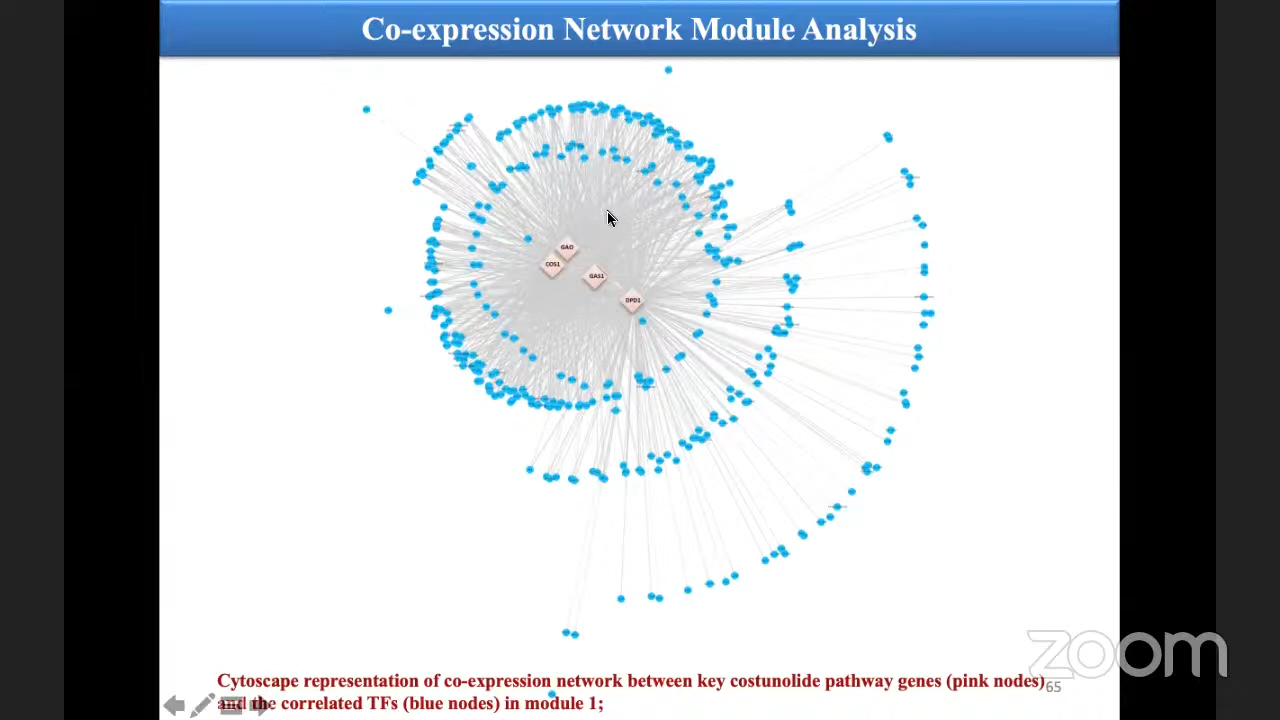 Co-expression Network Module Analysis
GAO
COS1
GAS1
DPD1
zoom
Cytoscape representation of co-expression network between key costunolide pathway genes (pink nodes)
65
and the correlated TFs (blue nodes) in module 1;